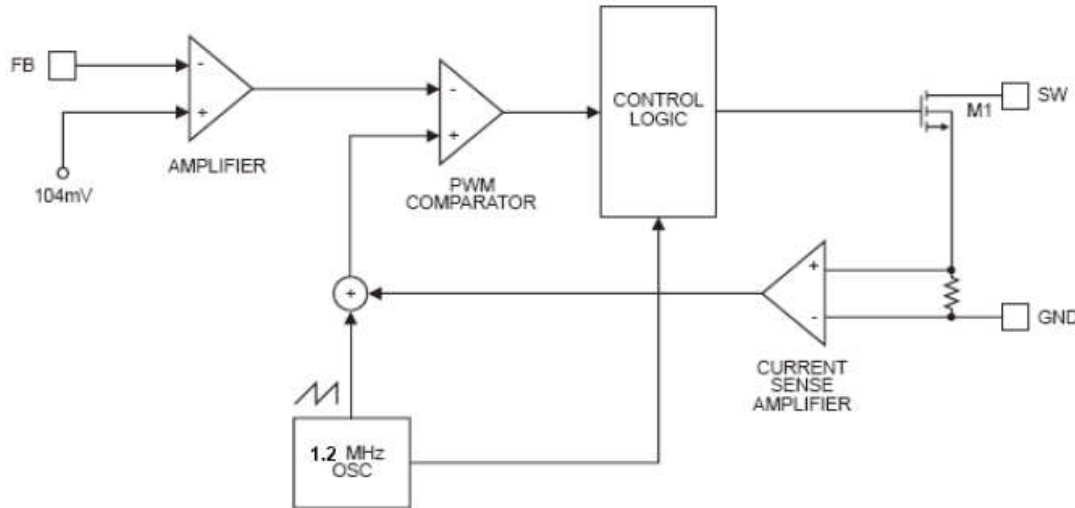 FB
-
+
104mV
AMPLIFIER
-
+
PWM
COMPARATOR
CONTROL
LOGIC
M1
SW
+
+
-
GND
CURRENT
SENSE
AMPLIFIER
1.2 MHz
OSC